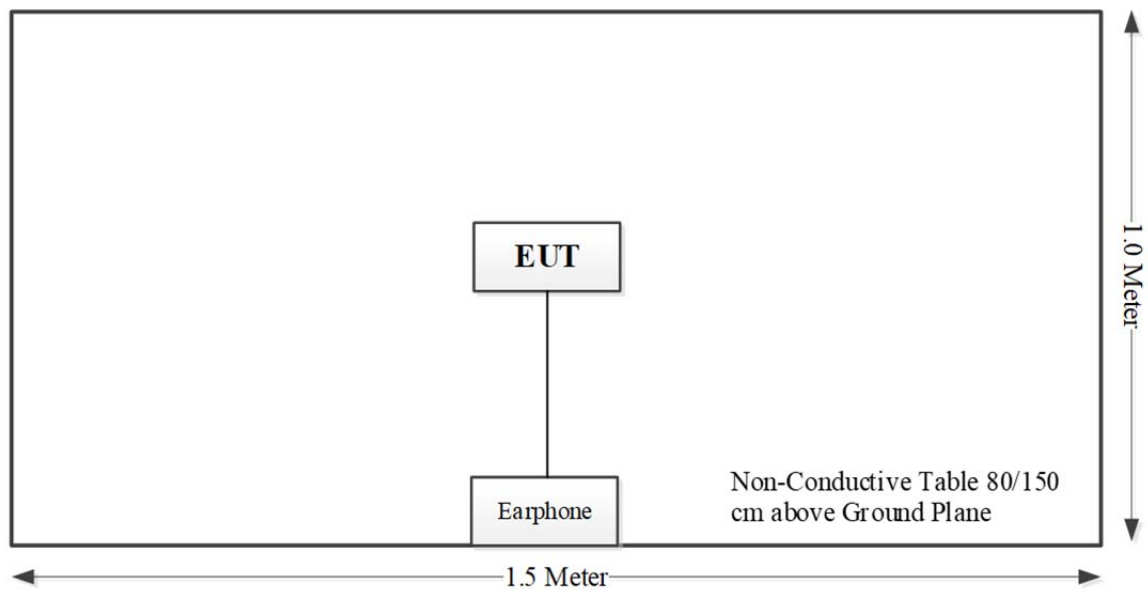 EUT
1.0 Meter
Earphone
Non-Conductive Table 80/150
cm above Ground Plane
1.5 Meter